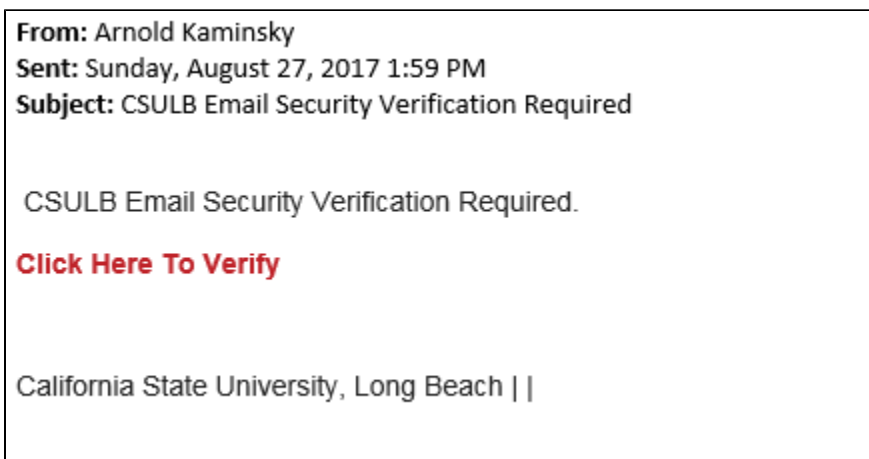 From: Arnold Kaminsky
Sent: Sunday, August 27, 2017 1:59 PM
Subject: CSULB Email Security Verification Required
CSULB Email Security Verification Required.
Click Here To Verify
California State University, Long Beach | |